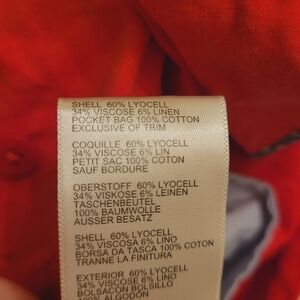 SHELL 60% LYOCELL
34% VISCOSE 6% LINEN
POCKET BAG 100% COTTON
EXCLUSIVE OF TRIM
COQUILLE 60% LYOCELL
34% VISCOSE 6% LIN
PETIT SAC 100% COTON
SAUF BORDURE
OBERSTOFF 60% LYOCELL
34% VISKOSE 6% LEINEN
TASCHENBEUTEL
100% BAUMWOLLE
AUSSER BESATZ
SHELL 60% LYOCELL
34% VISCOSA 6% LINO
BORSA DA TASCA 100% COTON
TRANNE LA FINITURA
EXTERIOR 60% LYOCELL
34% VISCOSA 6% LINO
BOLSACON BOLSILLO
100% ALGODON